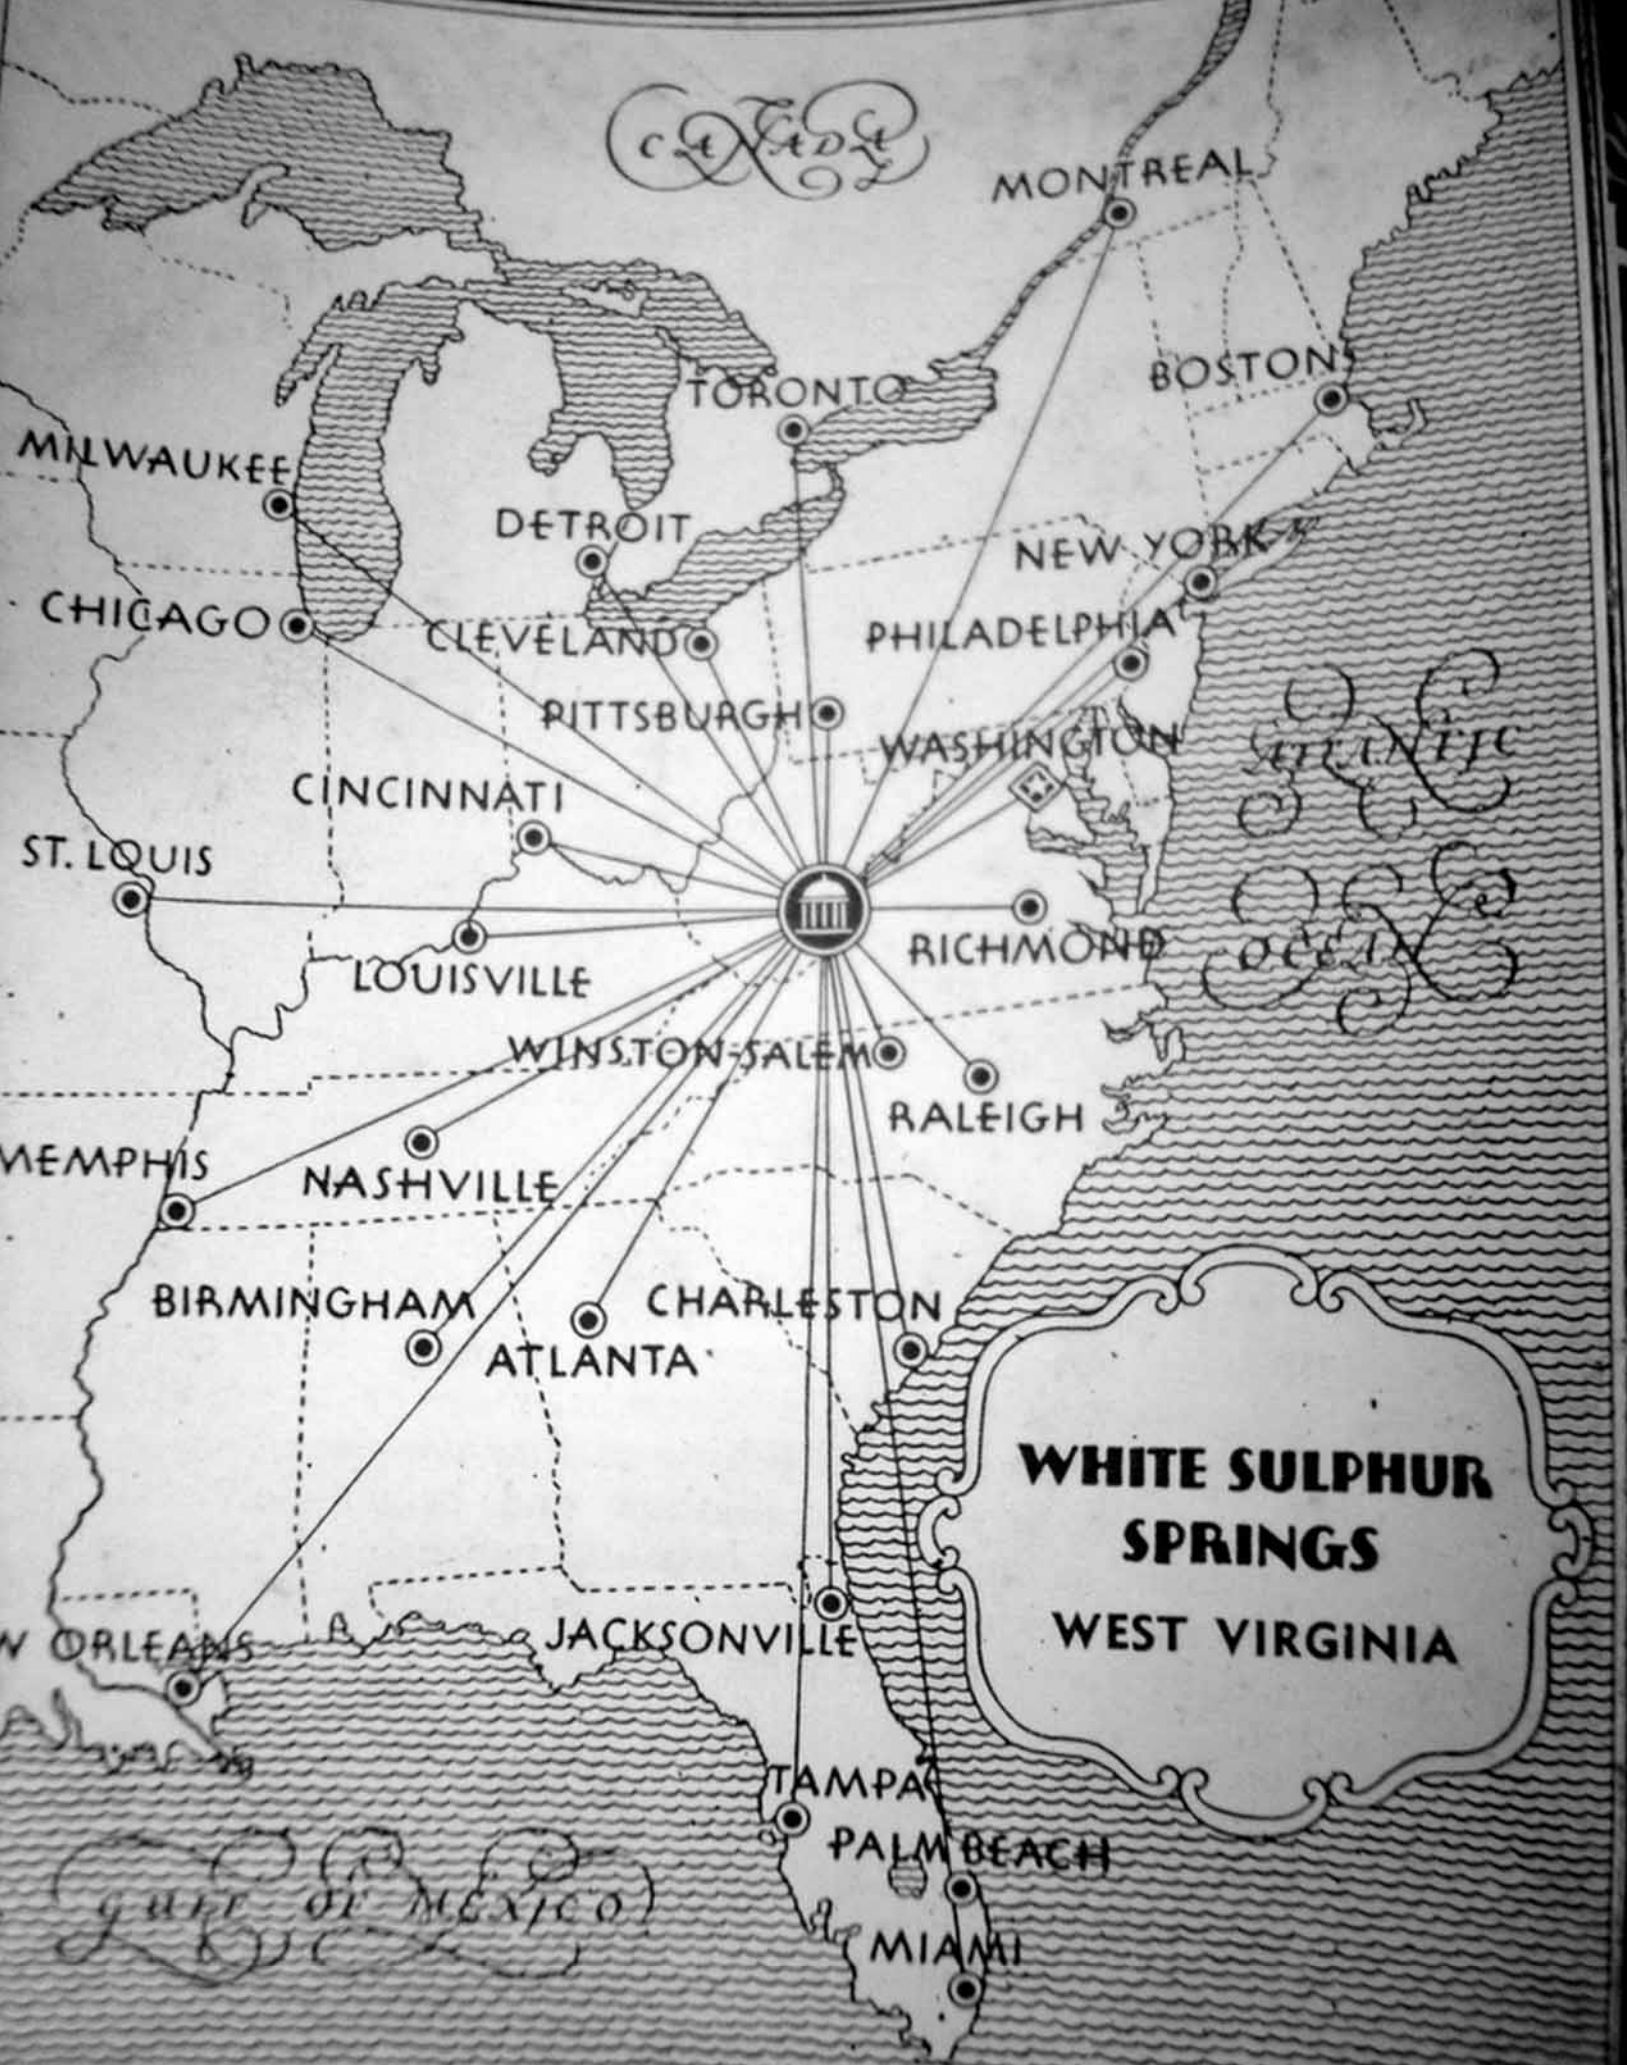 CANADA
MONTREAL
BOSTON
TORONTO
MILWAUKEE
DETROIT
NEW YORK
CHICAGO
CLEVELAND
PHILADELPHIA
PITTSBURGH
WASHINGTON
ATLANTIC
OCEAN
CINCINNATI
ST. LOUIS
RICHMOND
LOUISVILLE
WINSTON-SALEM
RALEIGH
MEMPHIS
NASHVILLE
BIRMINGHAM
CHARLESTON
ATLANTA
WHITE SULPHUR
SPRINGS
WEST VIRGINIA
W ORLEANS
JACKSONVILLE
TAMPA
PALM BEACH
GULF OF MEXICO
MIAMI